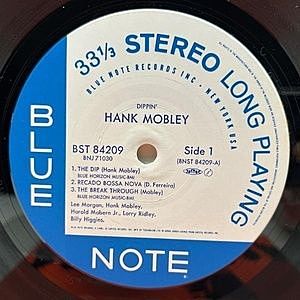 33⅓ STEREO LONG PLAYING
BLUE NOTE RECORDS INC • NEW YORK USA
DIPPIN'
HANK MOBLEY
BST 84209
Side 1
BNJ 71030
(BNST 84209-A)
1. THE DIP (Hank Mobley)
BLUE HORIZON MUSIC-BMI
2. RECADO BOSSA NOVA (D. Ferreira)
3. THE BREAK THROUGH (Mobley)
BLUE HORIZON MUSIC-BMI
Lee Morgan, Hank Mobley,
Harold Mabern Jr., Larry Ridley,
Billy Higgins.
BLUE
NOTE